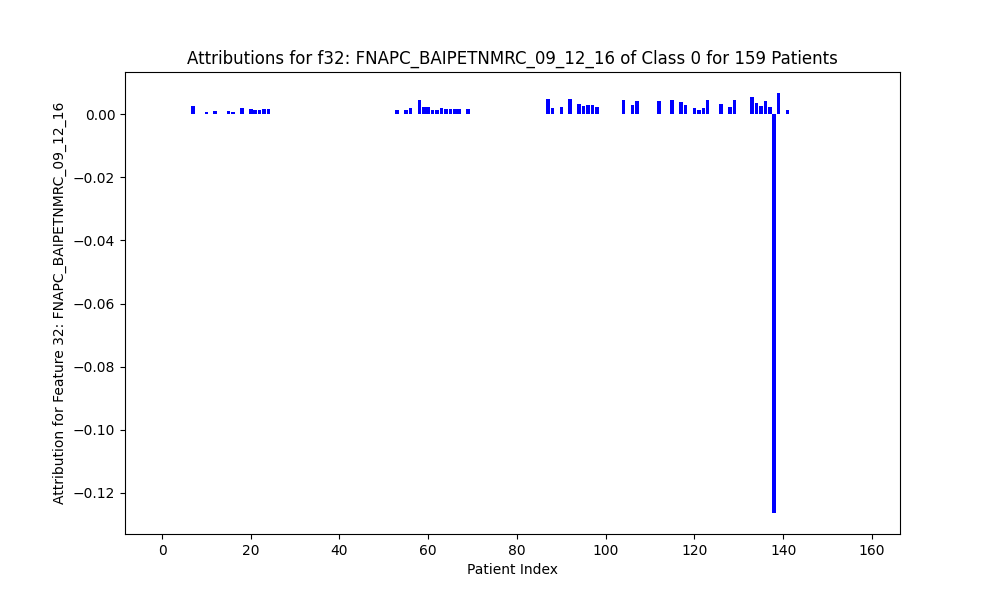 Attributions for f32: FNAPC_BAIPETNMRC_09_12_16 of Class 0 for 159 Patients
Attribution for Feature 32: FNAPC_BAIPETNMRC_09_12_16
0.00
−0.02
−0.04
−0.06
−0.08
−0.10
−0.12
0 20 40 60 80 100 120 140 160
Patient Index